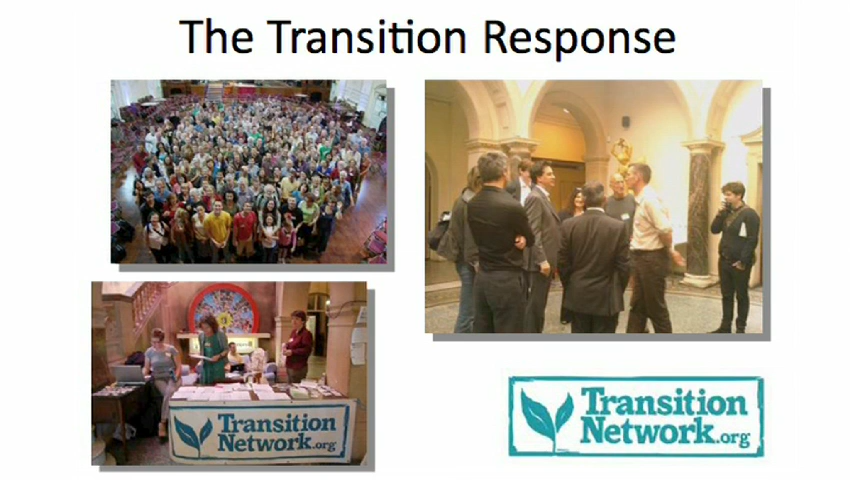 The Transition Response
Transition
Network.org
Transition
Network.org